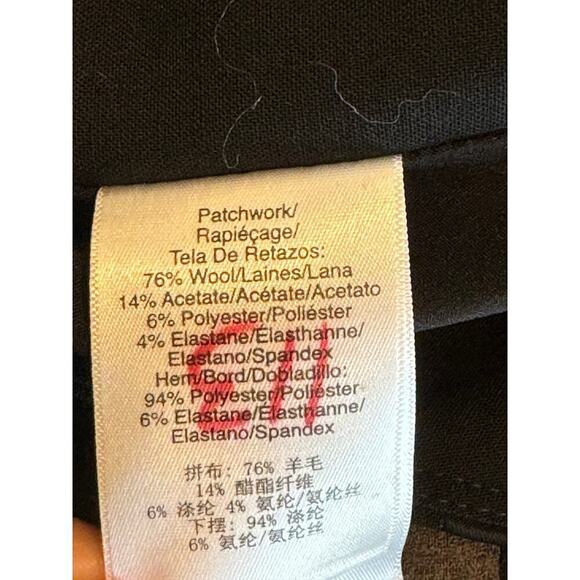 Patchwork/
Rapiéçage/
Tela De Retazos:
76% Wool/Laines/Lana
14% Acetate/Acétate/Acetato
6% Polyester/Poliéster
4% Elastane/Elasthanne/
Elastano/Spandex
Hem/Bord/Dobladillo:
94% Polyester/Poliéster
6% Elastane/Elasthanne/
Elastano/Spandex
拼布: 76% 羊毛
14% 醋酯纤维
6% 涤纶 4% 氨纶/氨纶丝
下摆: 94% 涤纶
6% 氨纶/氨纶丝